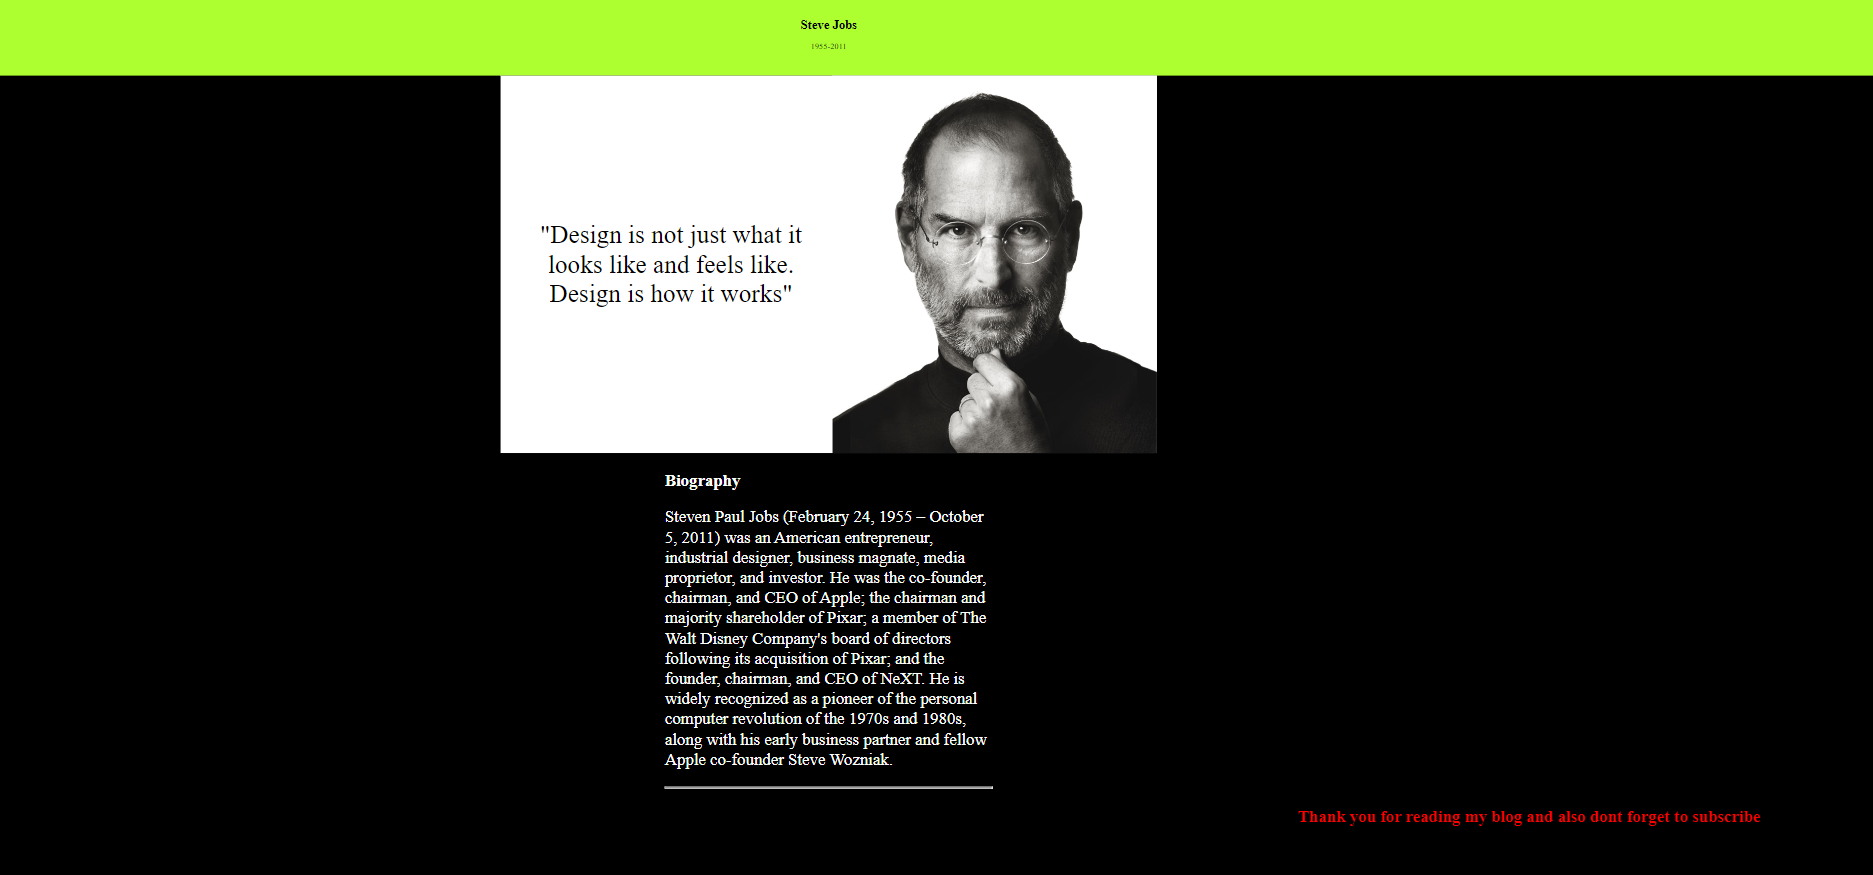 Steve Jobs
1955-2011
"Design is not just what it
looks like and feels like.
Design is how it works"
Biography
Steven Paul Jobs (February 24, 1955 – October
5, 2011) was an American entrepreneur,
industrial designer, business magnate, media
proprietor, and investor. He was the co-founder,
chairman, and CEO of Apple; the chairman and
majority shareholder of Pixar; a member of The
Walt Disney Company's board of directors
following its acquisition of Pixar; and the
founder, chairman, and CEO of NeXT. He is
widely recognized as a pioneer of the personal
computer revolution of the 1970s and 1980s,
along with his early business partner and fellow
Apple co-founder Steve Wozniak.
Thank you for reading my blog and also dont forget to subscribe